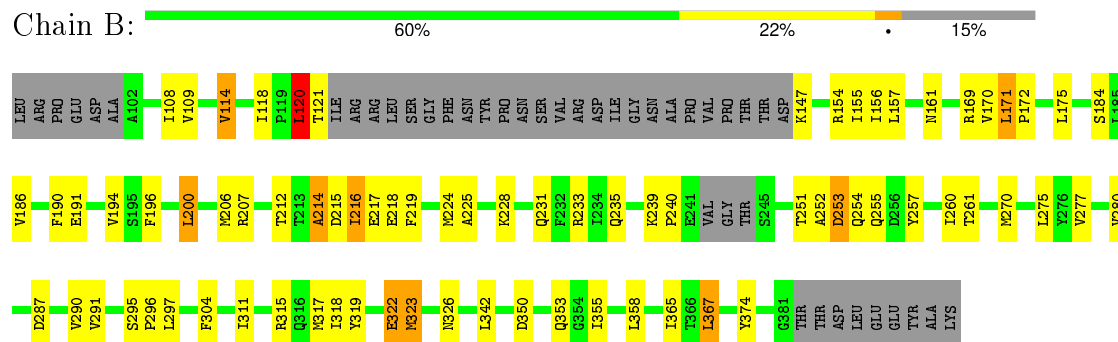 Chain B:
60% 22% • 15%
LEU ARG PRO GLU ASP ALA A102 I108 V109 V114 I118 P119 L120 T121 ILE ARG ARG LEU SER GLY PHE ASN TYR PRO ASN SER VAL ARG ASP ILE GLY ASN ALA PRO VAL PRO THR THR ASP K147 R154 I155 I156 L157 N161 R169 V170 L171 P172 L175 S184 L185
V186 F190 E191 V194 S195 F196 L200 M206 R207 T212 T213 A214 D215 I216 E217 E218 F219 M224 A225 K228 Q231 F232 R233 I234 Q235 K239 P240 E241 VAL GLY THR S245 T251 A252 D253 Q254 Q255 D256 Y257 I260 T261 M270 L275 Y276 V277
D287 V290 V291 S295 P296 L297 F304 I311 R315 Q316 M317 I318 Y319 E322 M323 N326 L342 D350 Q353 G354 I355 L358 I365 T366 L367 Y374 G381 THR THR ASP LEU GLU GLU TYR ALA LYS